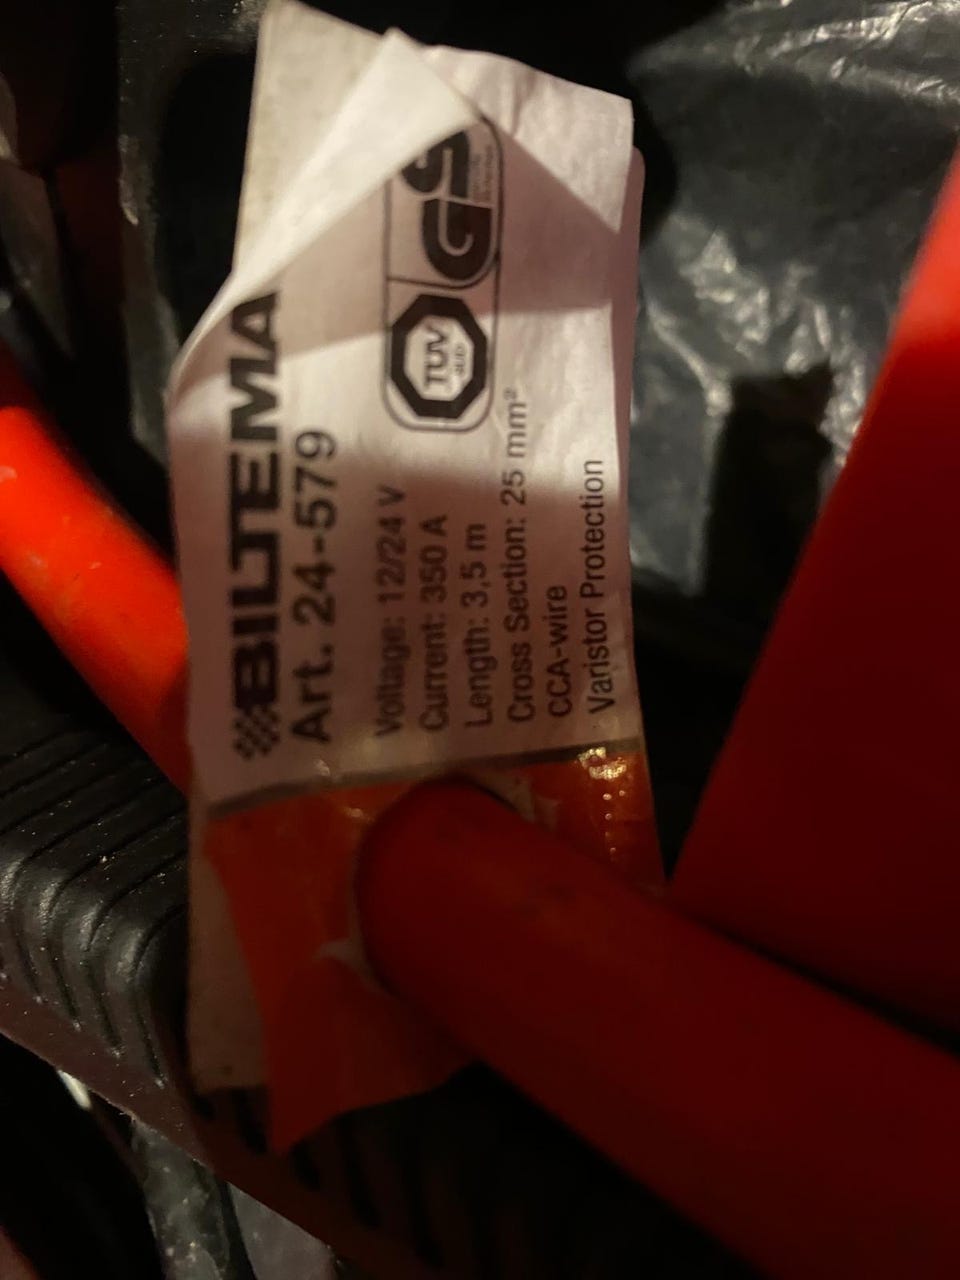 BILTEMA
Art. 24-579
Voltage: 12/24 V
Current: 350 A
Length: 3,5 m
Cross Section: 25 mm²
CCA-wire
Varistor Protection
TÜV
SÜD
GS